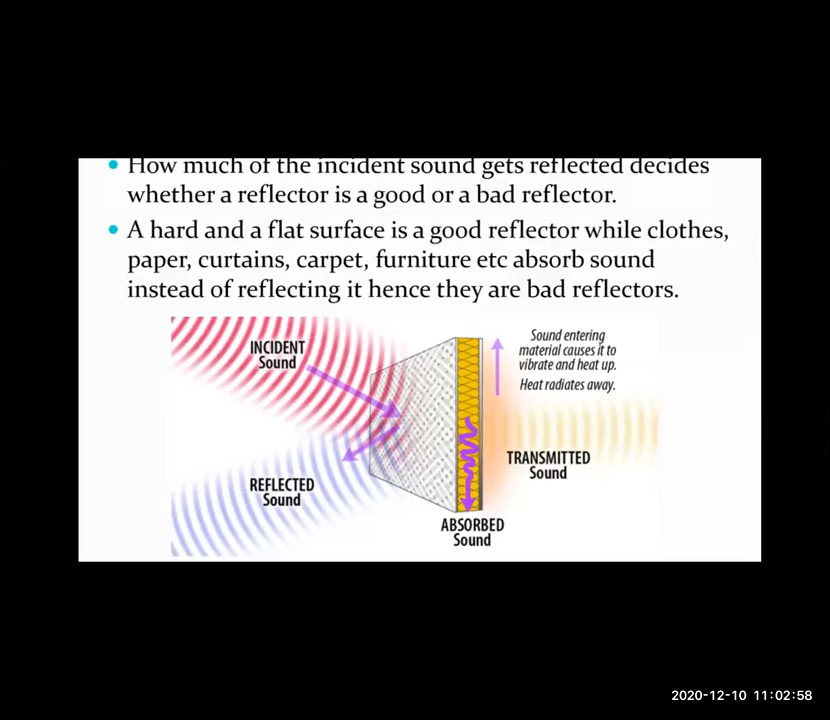 How much of the incident sound gets reflected decides
whether a reflector is a good or a bad reflector.
A hard and a flat surface is a good reflector while clothes,
paper, curtains, carpet, furniture etc absorb sound
instead of reflecting it hence they are bad reflectors.
INCIDENT
Sound
Sound entering
material causes it to
vibrate and heat up.
Heat radiates away.
TRANSMITTED
Sound
REFLECTED
Sound
ABSORBED
Sound
2020-12-10 11:02:58